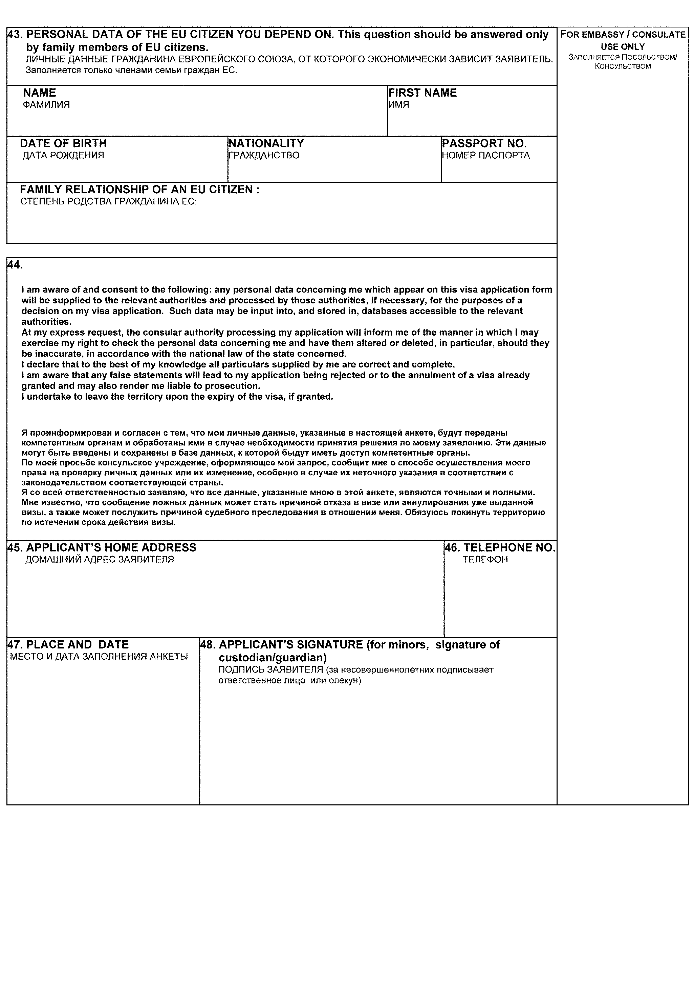 43. PERSONAL DATA OF THE EU CITIZEN YOU DEPEND ON. This question should be answered only
by family members of EU citizens.
ЛИЧНЫЕ ДАННЫЕ ГРАЖДАНИНА ЕВРОПЕЙСКОГО СОЮЗА, ОТ КОТОРОГО ЭКОНОМИЧЕСКИ ЗАВИСИТ ЗАЯВИТЕЛЬ.
Заполняется только членами семьи граждан ЕС.
FOR EMBASSY / CONSULATE
USE ONLY
ЗАПОЛНЯЕТСЯ ПОСОЛЬСТВОМ/
КОНСУЛЬСТВОМ
NAME
ФАМИЛИЯ
FIRST NAME
ИМЯ
DATE OF BIRTH
ДАТА РОЖДЕНИЯ
NATIONALITY
ГРАЖДАНСТВО
PASSPORT NO.
НОМЕР ПАСПОРТА
FAMILY RELATIONSHIP OF AN EU CITIZEN :
СТЕПЕНЬ РОДСТВА ГРАЖДАНИНА ЕС:
44.
I am aware of and consent to the following: any personal data concerning me which appear on this visa application form
will be supplied to the relevant authorities and processed by those authorities, if necessary, for the purposes of a
decision on my visa application.  Such data may be input into, and stored in, databases accessible to the relevant
authorities.
At my express request, the consular authority processing my application will inform me of the manner in which I may
exercise my right to check the personal data concerning me and have them altered or deleted, in particular, should they
be inaccurate, in accordance with the national law of the state concerned.
I declare that to the best of my knowledge all particulars supplied by me are correct and complete.
I am aware that any false statements will lead to my application being rejected or to the annulment of a visa already
granted and may also render me liable to prosecution.
I undertake to leave the territory upon the expiry of the visa, if granted.
Я проинформирован и согласен с тем, что мои личные данные, указанные в настоящей анкете, будут переданы
компетентным органам и обработаны ими в случае необходимости принятия решения по моему заявлению. Эти данные
могут быть введены и сохранены в базе данных, к которой быдут иметь доступ компетентные органы.
По моей просьбе консульское учреждение, оформляющее мой запрос, сообщит мне о способе осуществления моего
права на проверку личных данных или их изменение, особенно в случае их неточного указания в соответствии с
законодательством соответствующей страны.
Я со всей ответственностью заявляю, что все данные, указанные мною в этой анкете, являются точными и полными.
Мне известно, что сообщение ложных данных может стать причиной отказа в визе или аннулирования уже выданной
визы, а также может послужить причиной судебного преследования в отношении меня. Обязуюсь покинуть территорию
по истечении срока действия визы.
45. APPLICANT’S HOME ADDRESS
ДОМАШНИЙ АДРЕС ЗАЯВИТЕЛЯ
46. TELEPHONE NO.
ТЕЛЕФОН
47. PLACE AND  DATE
МЕСТО И ДАТА ЗАПОЛНЕНИЯ АНКЕТЫ
48. APPLICANT'S SIGNATURE (for minors,  signature of
custodian/guardian)
ПОДПИСЬ ЗАЯВИТЕЛЯ (за несовершеннолетних подписывает
ответственное лицо  или опекун)